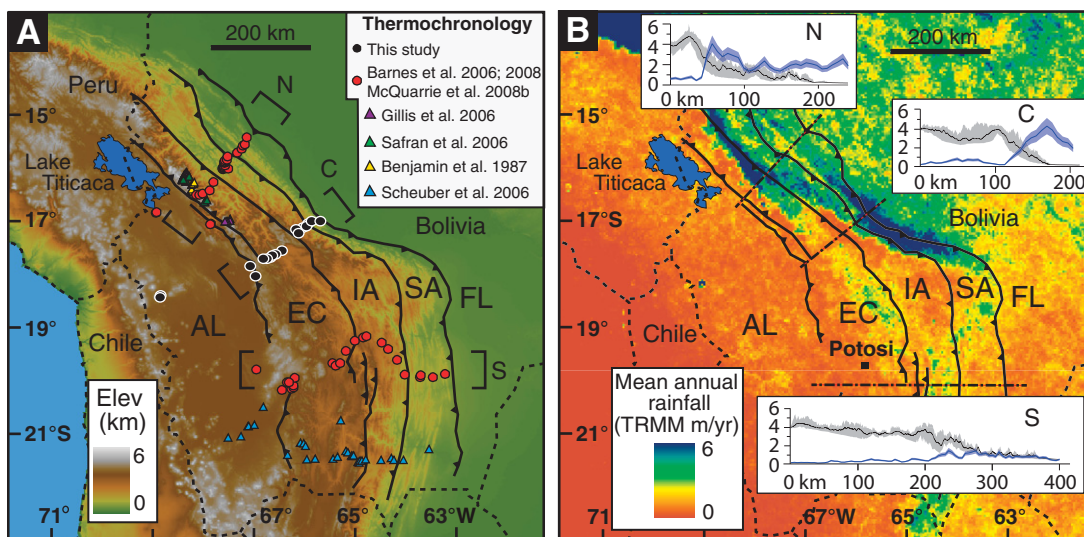 A
200 km
Thermochronology
This study
Barnes et al. 2006; 2008
McQuarrie et al. 2008b
Gillis et al. 2006
Safran et al. 2006
Benjamin et al. 1987
Scheuber et al. 2006
Peru
N
15°
Lake
Titicaca
C
17°
Bolivia
IA
SA
FL
EC
AL
19°
Chile
S
Elev
(km)
6
0
21°S
71°
67°
65°
63°W
B
200 km
N
6
4
2
0
0 km
100
200
C
6
4
2
0
0 km
100
200
15°
Lake
Titicaca
17°S
Bolivia
IA
SA
FL
EC
AL
19°
Chile
Potosi
Mean annual
rainfall
(TRMM m/yr)
6
0
S
6
4
2
0
0 km
100
200
300
400
21°
71°
67°W
65°
63°